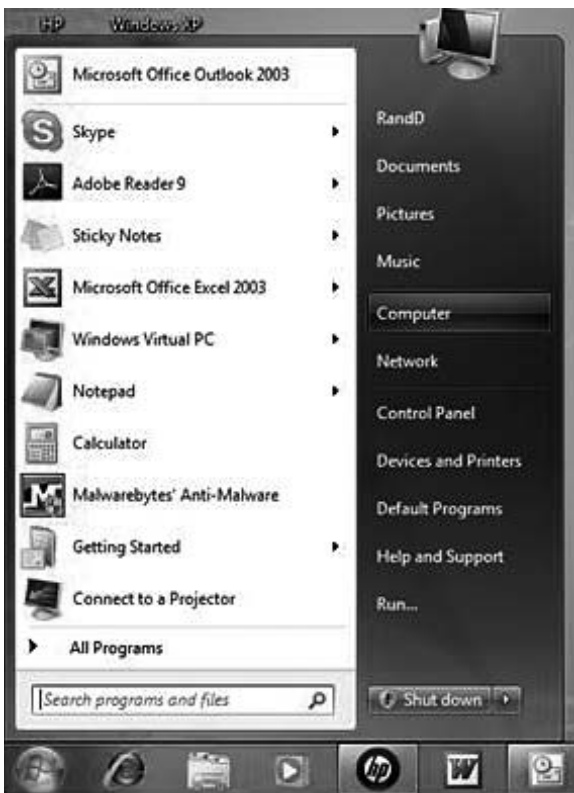 HP Windows XP
Microsoft Office Outlook 2003
Skype
Adobe Reader 9
Sticky Notes
Microsoft Office Excel 2003
Windows Virtual PC
Notepad
Calculator
Malwarebytes' Anti-Malware
Getting Started
Connect to a Projector
All Programs
Search programs and files
RandD
Documents
Pictures
Music
Computer
Network
Control Panel
Devices and Printers
Default Programs
Help and Support
Run...
Shut down
hp
W